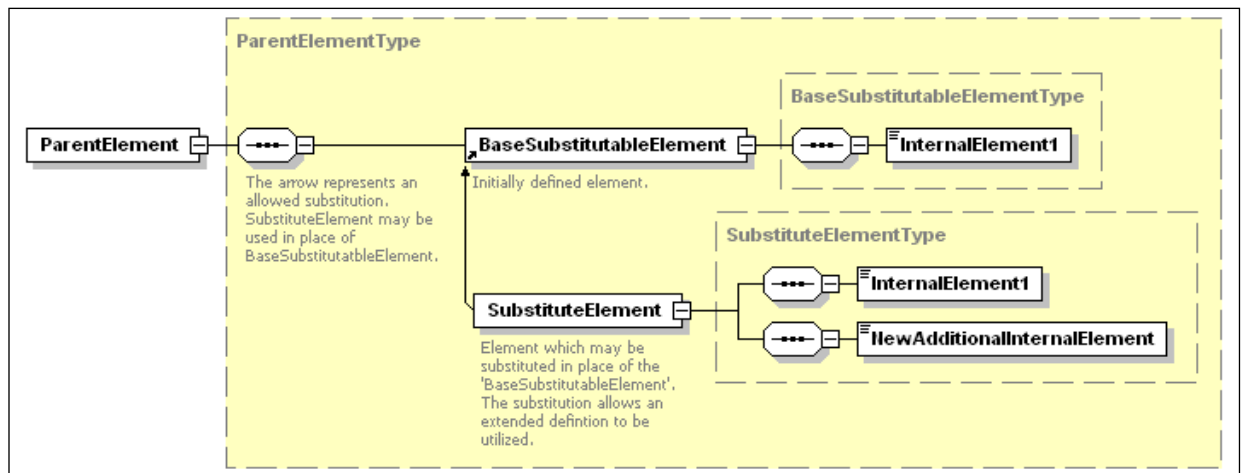 ParentElementType
BaseSubstitutableElementType
ParentElement
BaseSubstitutableElement
InternalElement1
The arrow represents an
allowed substitution.
SubstituteElement may be
used in place of
BaseSubstitutatbleElement.
Initially defined element.
SubstituteElementType
InternalElement1
SubstituteElement
NewAdditionalInternalElement
Element which may be
substituted in place of the
'BaseSubstitutableElement'.
The substitution allows an
extended defintion to be
utilized.